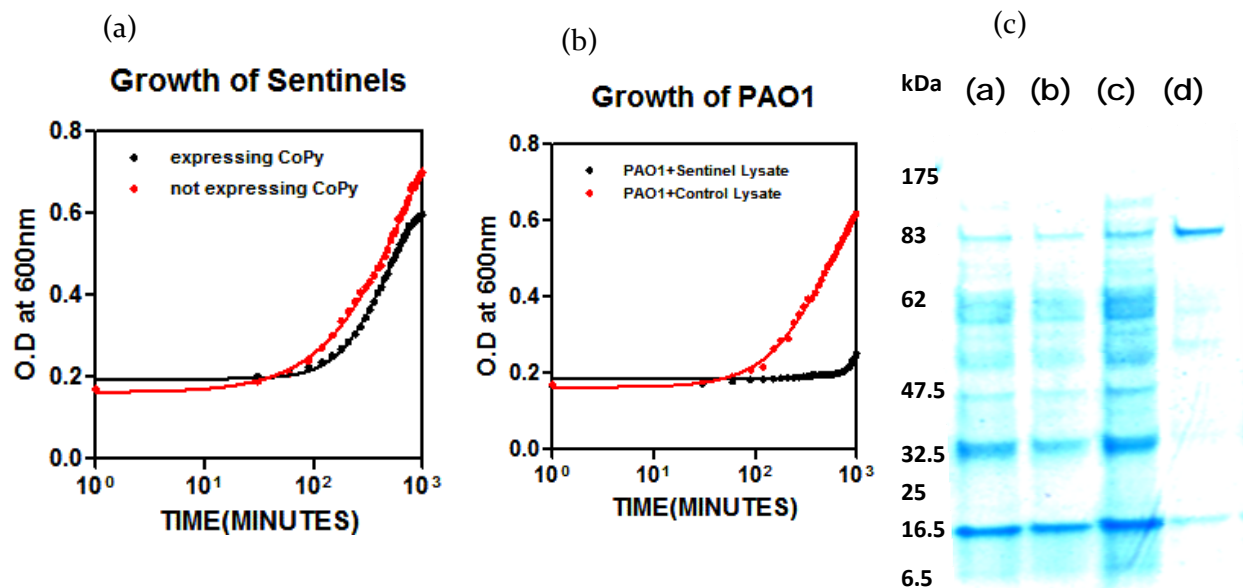 (a)
Growth of Sentinels
expressing CoPy
not expressing CoPy
O.D at 600nm
0.8
0.6
0.4
0.2
0.0
10⁰ 10¹ 10² 10³
TIME(MINUTES)
(b)
Growth of PAO1
PAO1+Sentinel Lysate
PAO1+Control Lysate
O.D at 600nm
0.8
0.6
0.4
0.2
0.0
10⁰ 10¹ 10² 10³
TIME(MINUTES)
(c)
kDa (a) (b) (c) (d)
175
83
62
47.5
32.5
25
16.5
6.5